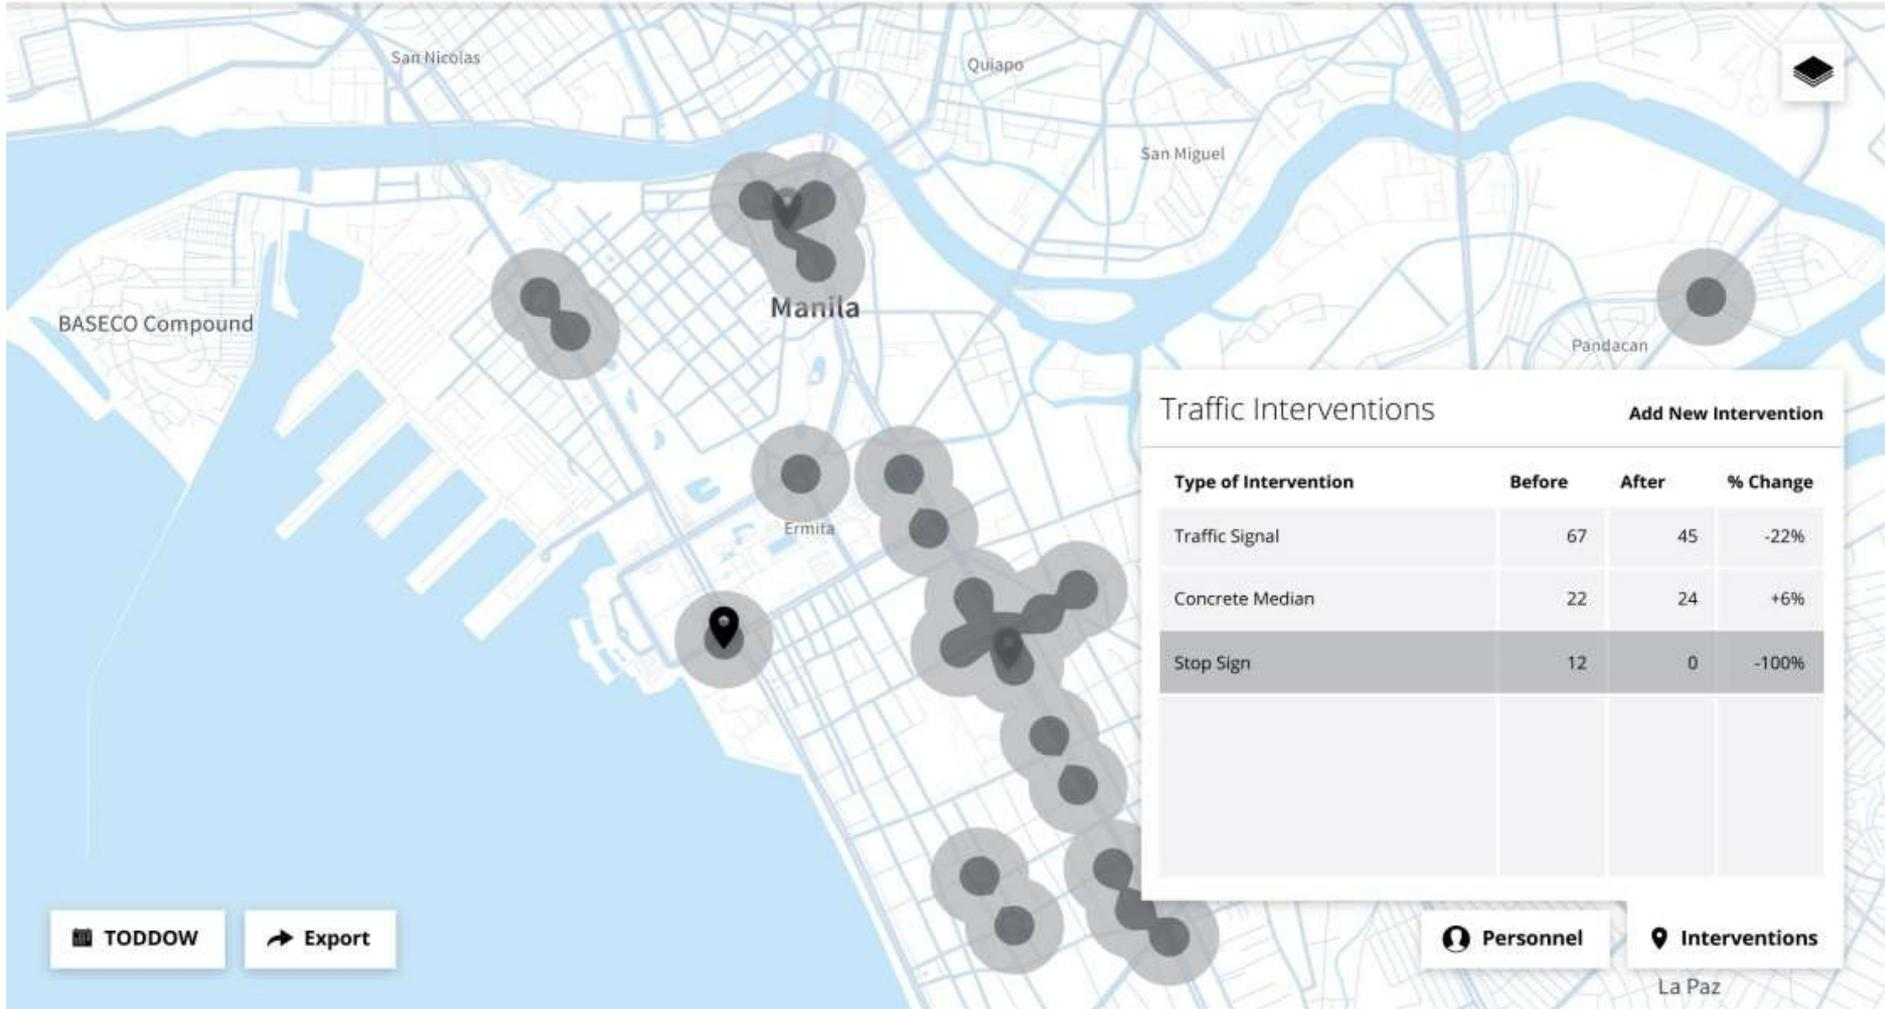 San Nicolas
Quiapo
San Miguel
Manila
BASECO Compound
Pandacan
Ermita
Traffic Interventions
Add New Intervention
Type of Intervention Before After % Change
Traffic Signal 67 45 -22%
Concrete Median 22 24 +6%
Stop Sign 12 0 -100%
TODDOW
Export
Personnel
Interventions
La Paz